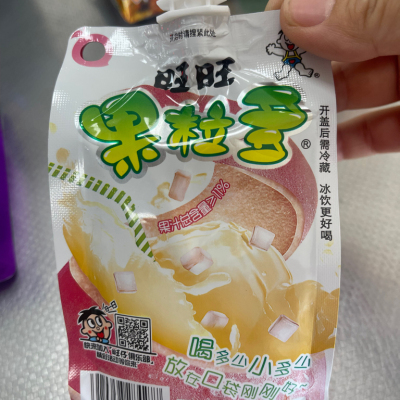 旺旺
果粒多®
开盖后需冷藏
冰饮更好喝
果汁总含量>1%
喝多少小多少
放在口袋刚刚好~